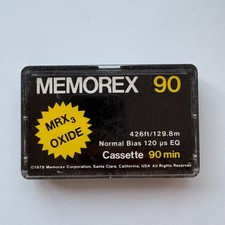 MEMOREX 90
MRX₃
OXIDE
426ft/129.8m
Normal Bias 120 µs EQ
Cassette 90 min
©1978 Memorex Corporation, Santa Clara, California, USA All Rights Reserved